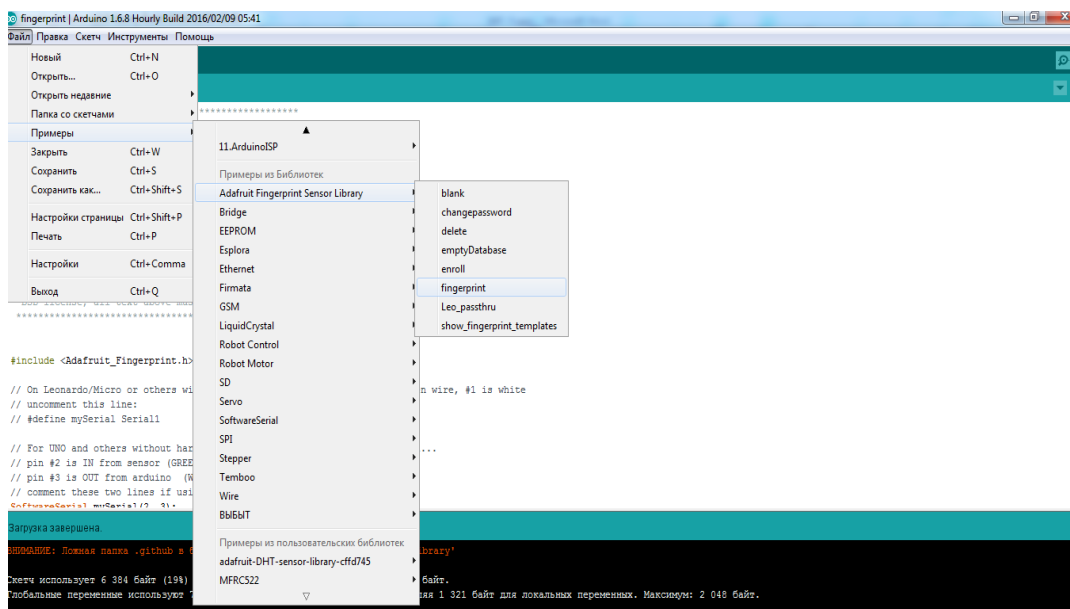 fingerprint | Arduino 1.6.8 Hourly Build 2016/02/09 05:41
Файл Правка Скетч Инструменты Помощь
Новый Ctrl+N
Открыть... Ctrl+O
Открыть недавние
Папка со скетчами
Примеры
Закрыть Ctrl+W
Сохранить Ctrl+S
Сохранить как... Ctrl+Shift+S
Настройки страницы Ctrl+Shift+P
Печать Ctrl+P
Настройки Ctrl+Comma
Выход Ctrl+Q
11.ArduinoISP
Примеры из Библиотек
Adafruit Fingerprint Sensor Library
Bridge
EEPROM
Esplora
Ethernet
Firmata
GSM
LiquidCrystal
Robot Control
Robot Motor
SD
Servo
SoftwareSerial
SPI
Stepper
Temboo
Wire
ВЫБЫТ
Примеры из пользовательских библиотек
adafruit-DHT-sensor-library-cffd745
MFRC522
blank
changepassword
delete
emptyDatabase
enroll
fingerprint
Leo_passthru
show_fingerprint_templates
******************
********************************
#include <Adafruit_Fingerprint.h>
// On Leonardo/Micro or others wi n wire, #1 is white
// uncomment this line:
// #define mySerial Serial1
// For UNO and others without har ...
// pin #2 is IN from sensor (GREE
// pin #3 is OUT from arduino (W
// comment these two lines if usi
SoftwareSerial mySerial(2, 3);
Загрузка завершена.
ВНИМАНИЕ: Ложная папка .github в б ibrary'
Скетч использует 6 384 байт (19%) байт.
Глобальные переменные используют 7 ляя 1 321 байт для локальных переменных. Максимум: 2 048 байт.